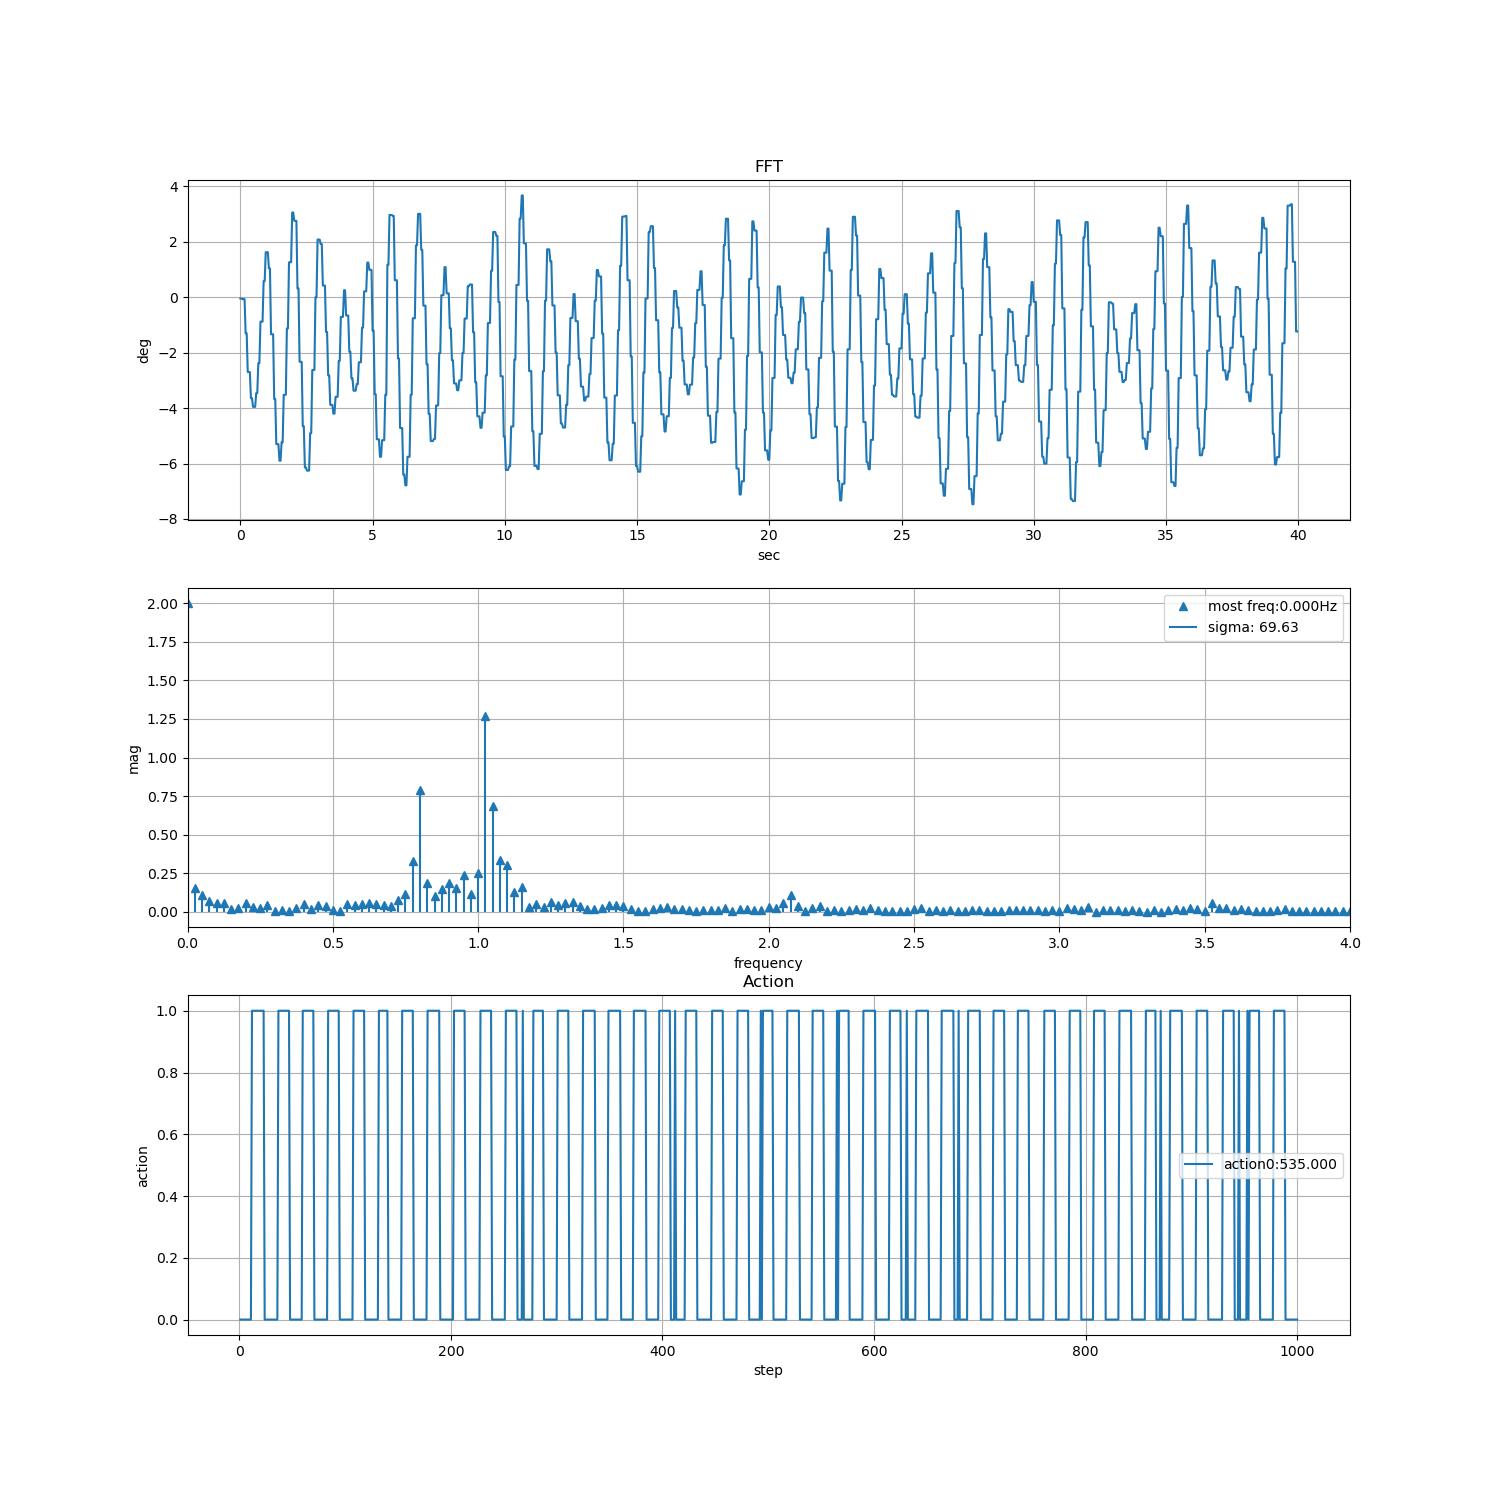 FFT
4
2
0
−2
−4
−6
−8
deg
0 5 10 15 20 25 30 35 40
sec
2.00
1.75
1.50
1.25
1.00
0.75
0.50
0.25
0.00
mag
most freq:0.000Hz
sigma: 69.63
0.0 0.5 1.0 1.5 2.0 2.5 3.0 3.5 4.0
frequency
Action
1.0
0.8
0.6
0.4
0.2
0.0
action
action0:535.000
0 200 400 600 800 1000
step